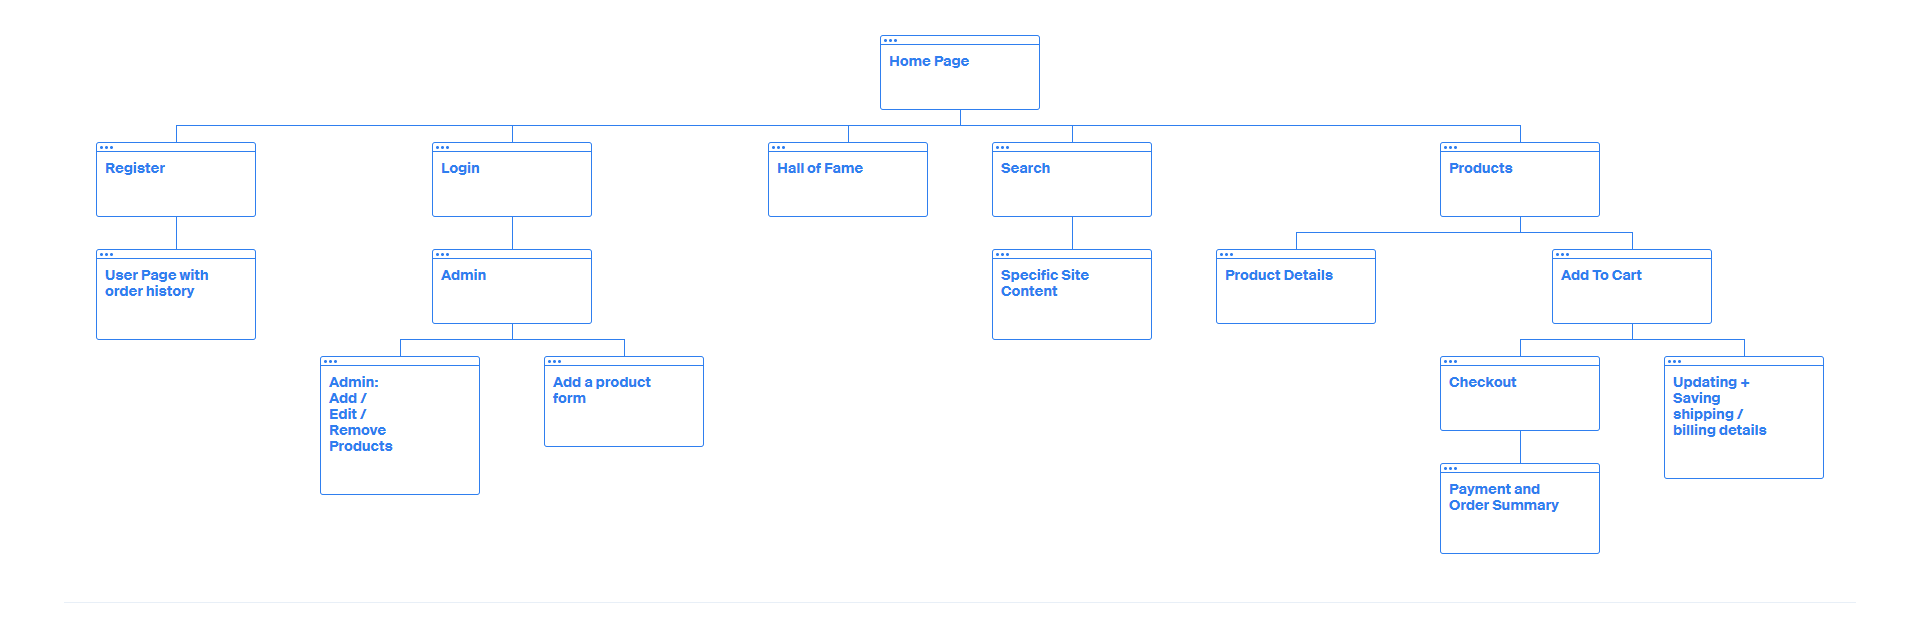 Home Page
Register
Login
Hall of Fame
Search
Products
User Page with
order history
Admin
Specific Site
Content
Product Details
Add To Cart
Admin:
Add /
Edit /
Remove
Products
Add a product
form
Checkout
Updating +
Saving
shipping /
billing details
Payment and
Order Summary